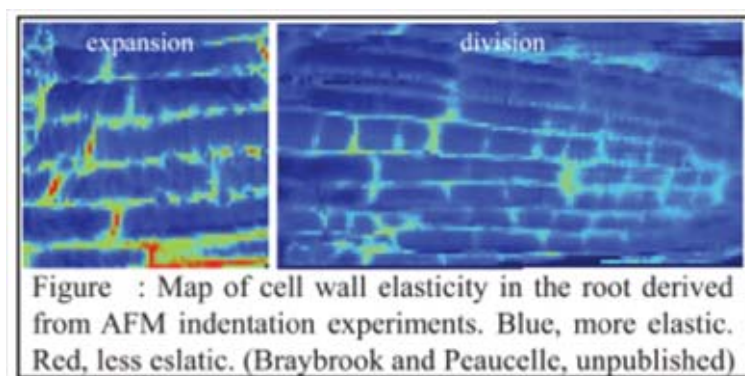 expansion
division
Figure : Map of cell wall elasticity in the root derived
from AFM indentation experiments. Blue, more elastic.
Red, less eslatic. (Braybrook and Peaucelle, unpublished)